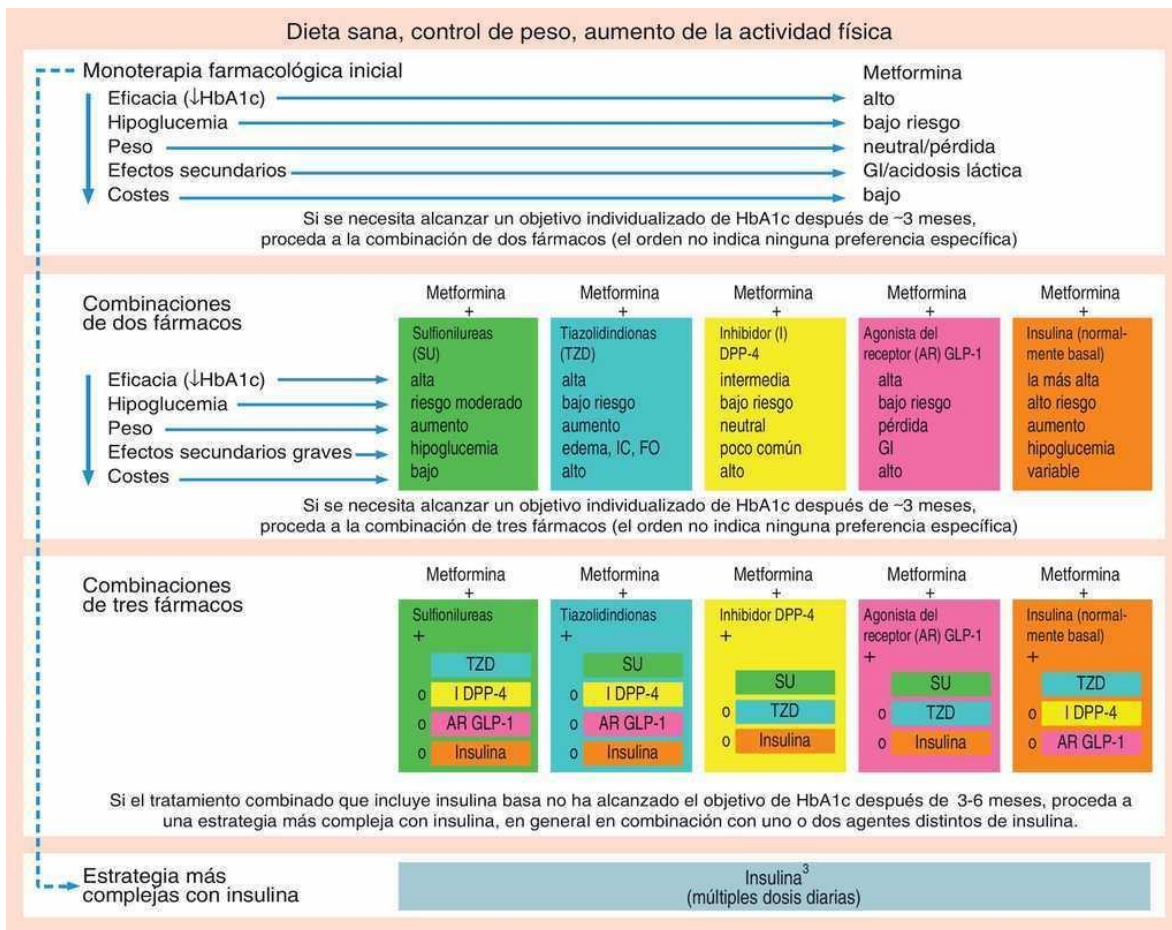 Dieta sana, control de peso, aumento de la actividad física
Monoterapia farmacológica inicial
Metformina
Eficacia (↓HbA1c)
alto
Hipoglucemia
bajo riesgo
Peso
neutral/pérdida
Efectos secundarios
GI/acidosis láctica
Costes
bajo
Si se necesita alcanzar un objetivo individualizado de HbA1c después de ~3 meses,
proceda a la combinación de dos fármacos (el orden no indica ninguna preferencia específica)
Combinaciones
de dos fármacos
Eficacia (↓HbA1c)
Hipoglucemia
Peso
Efectos secundarios graves
Costes
Metformina
+
Sulfionilureas
(SU)
alta
riesgo moderado
aumento
hipoglucemia
bajo
Metformina
+
Tiazolidindionas
(TZD)
alta
bajo riesgo
aumento
edema, IC, FO
alto
Metformina
+
Inhibidor (I)
DPP-4
intermedia
bajo riesgo
neutral
poco común
alto
Metformina
+
Agonista del
receptor (AR) GLP-1
alta
bajo riesgo
pérdida
GI
alto
Metformina
+
Insulina (normal-
mente basal)
la más alta
alto riesgo
aumento
hipoglucemia
variable
Si se necesita alcanzar un objetivo individualizado de HbA1c después de ~3 meses,
proceda a la combinación de tres fármacos (el orden no indica ninguna preferencia específica)
Combinaciones
de tres fármacos
Metformina
+
Sulfionilureas
+
TZD
o I DPP-4
o AR GLP-1
o Insulina
Metformina
+
Tiazolidindionas
+
SU
o I DPP-4
o AR GLP-1
o Insulina
Metformina
+
Inhibidor DPP-4
+
SU
o TZD
o Insulina
Metformina
+
Agonista del
receptor (AR) GLP-1
+
SU
o TZD
o Insulina
Metformina
+
Insulina (normal-
mente basal)
+
TZD
o I DPP-4
o AR GLP-1
Si el tratamiento combinado que incluye insulina basa no ha alcanzado el objetivo de HbA1c después de 3-6 meses, proceda a
una estrategia más compleja con insulina, en general en combinación con uno o dos agentes distintos de insulina.
Estrategia más
complejas con insulina
Insulina³
(múltiples dosis diarias)